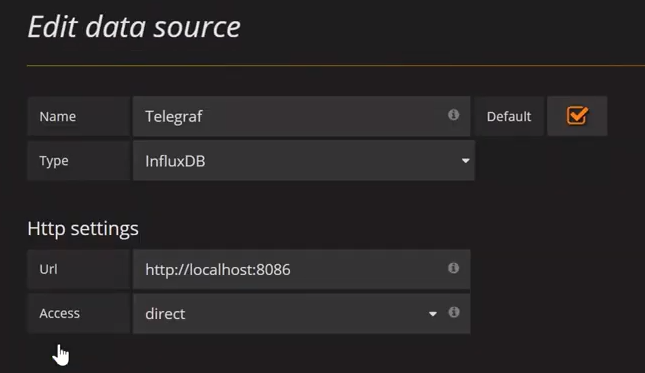 Edit data source
Name Telegraf Default
Type InfluxDB
Http settings
Url http://localhost:8086
Access direct